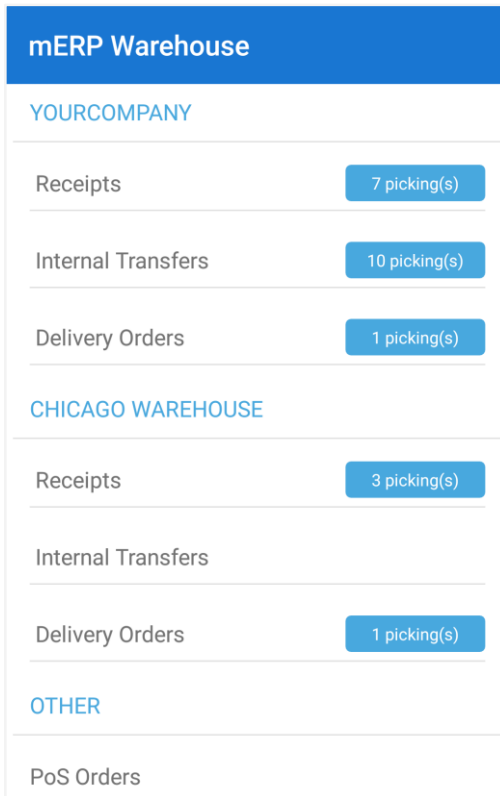 mERP Warehouse
YOURCOMPANY
Receipts 7 picking(s)
Internal Transfers 10 picking(s)
Delivery Orders 1 picking(s)
CHICAGO WAREHOUSE
Receipts 3 picking(s)
Internal Transfers
Delivery Orders 1 picking(s)
OTHER
PoS Orders